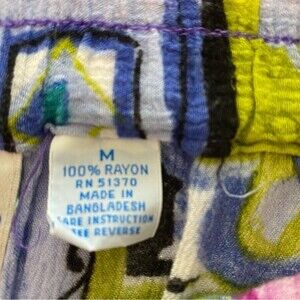 M
100% RAYON
RN 51370
MADE IN
BANGLADESH
CARE INSTRUCTION
SEE REVERSE